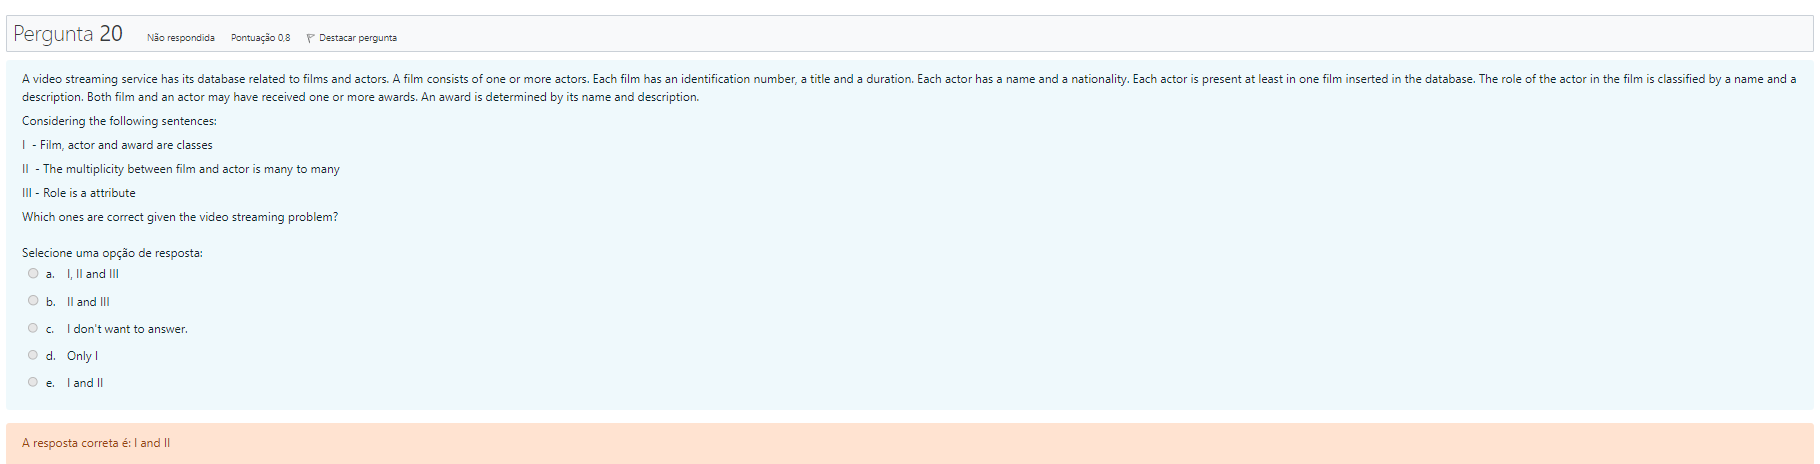 Pergunta 20 Não respondida Pontuação 0,8 Destacar pergunta
A video streaming service has its database related to films and actors. A film consists of one or more actors. Each film has an identification number, a title and a duration. Each actor has a name and a nationality. Each actor is present at least in one film inserted in the database. The role of the actor in the film is classified by a name and a
description. Both film and an actor may have received one or more awards. An award is determined by its name and description.
Considering the following sentences:
I - Film, actor and award are classes
II - The multiplicity between film and actor is many to many
III - Role is a attribute
Which ones are correct given the video streaming problem?
Selecione uma opção de resposta:
a. I, II and III
b. II and III
c. I don't want to answer.
d. Only I
e. I and II
A resposta correta é: I and II